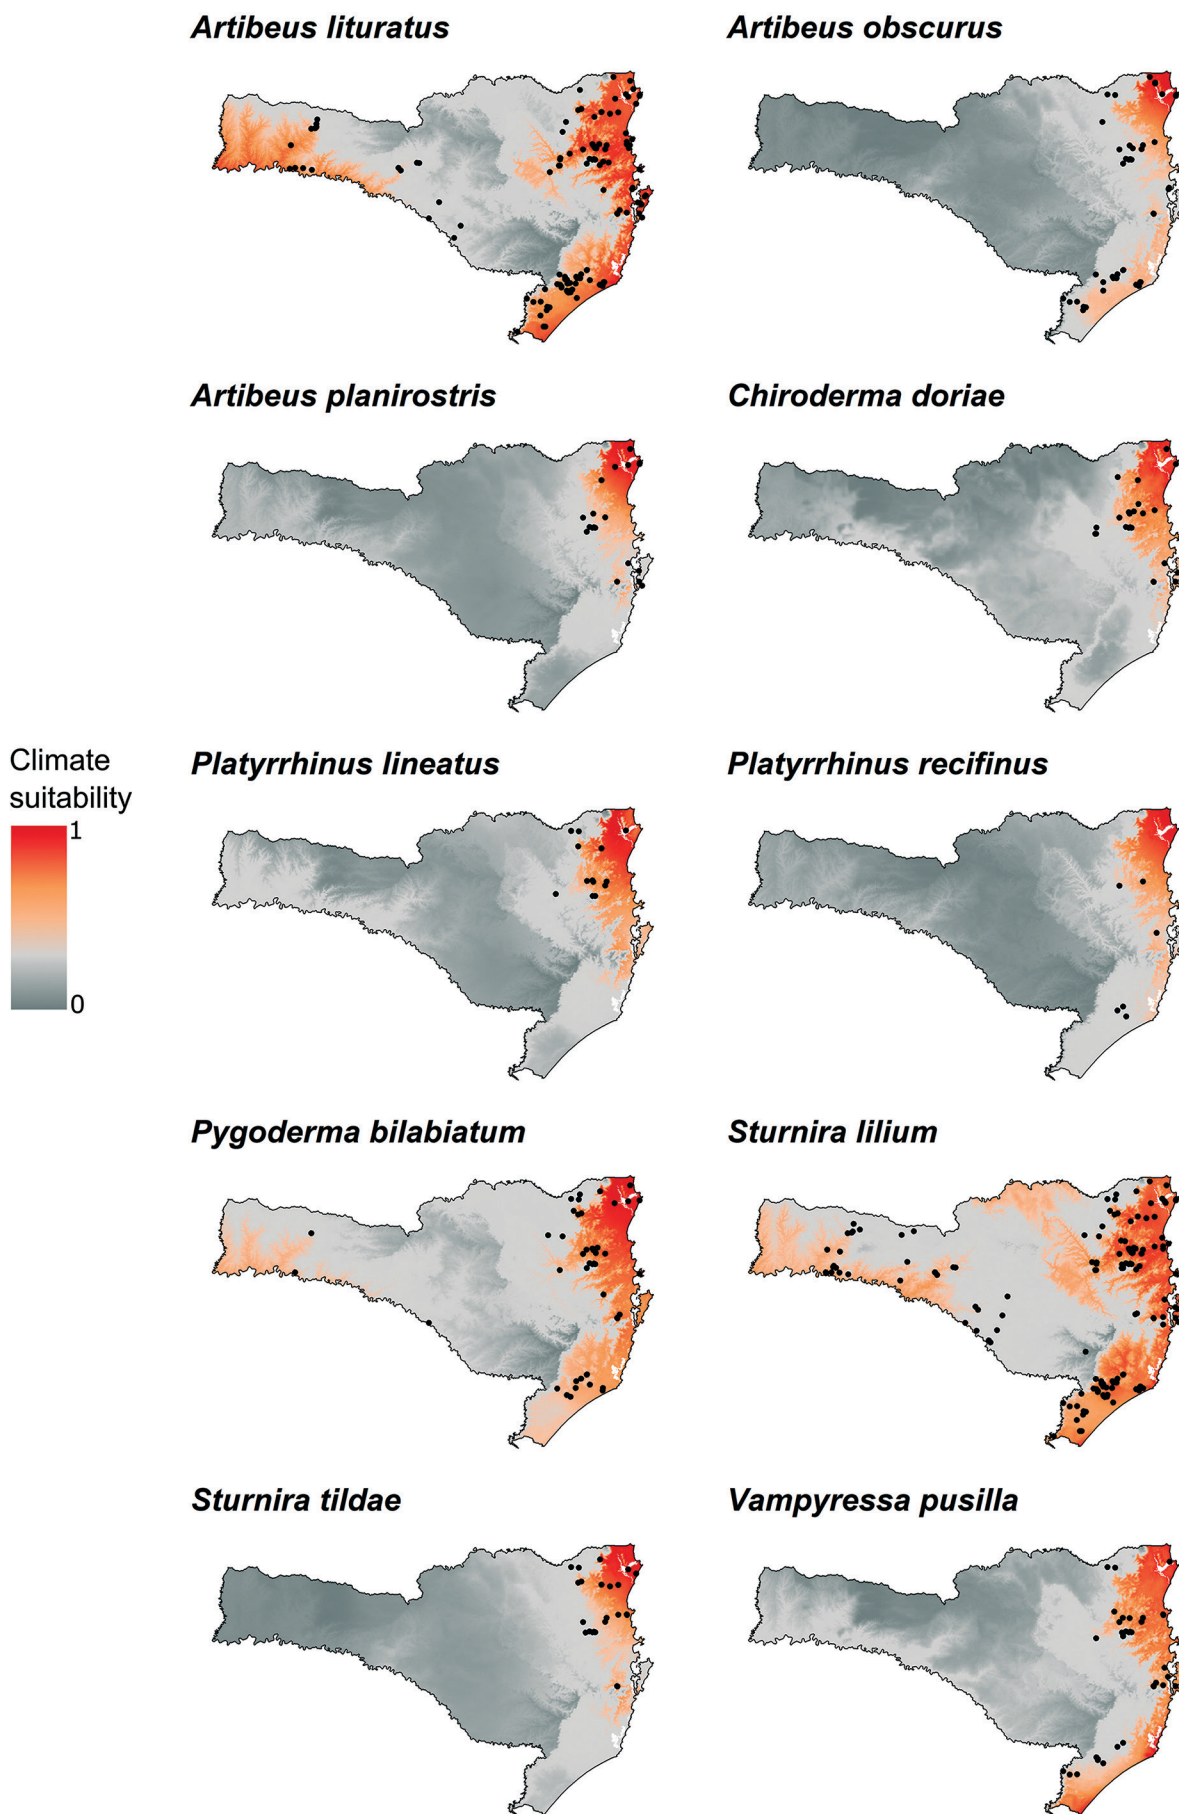 Artibeus lituratus
Artibeus obscurus
Artibeus planirostris
Chiroderma doriae
Platyrrhinus lineatus
Platyrrhinus recifinus
Climate
suitability
1
0
Pygoderma bilabiatum
Sturnira lilium
Sturnira tildae
Vampyressa pusilla